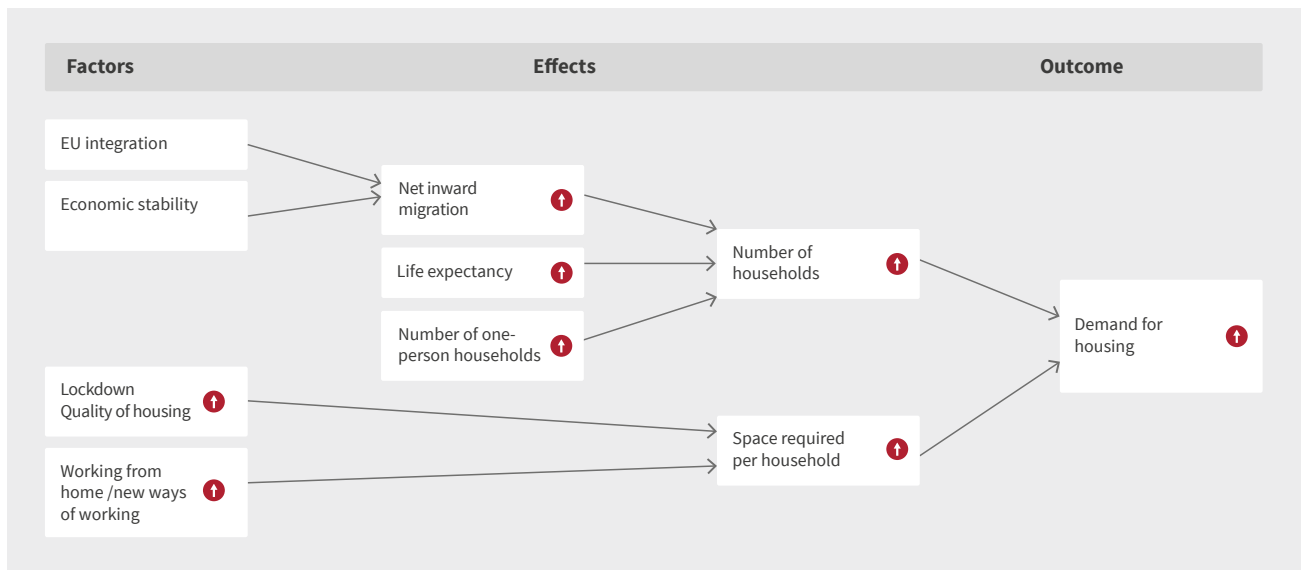 Factors
Effects
Outcome
EU integration
Economic stability
Net inward
migration
Life expectancy
Number of one-
person households
Number of
households
Demand for
housing
Lockdown
Quality of housing
Working from
home /new ways
of working
Space required
per household